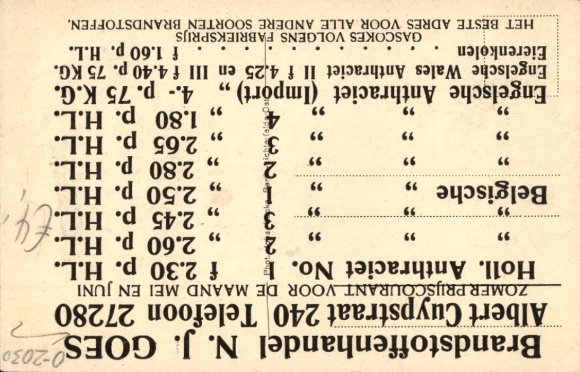 Brandstoffenhandel N. J. GOES
Albert Cuypstraat 240 Telefoon 27280
ZOMERPRIJSCOURANT VOOR DE MAAND MEI EN JUNI
Holl. Anthraciet No. 1 f 2.30 p. H.L.
„ „ „ 2 „ 2.60 p. H.L.
„ „ „ 3 „ 2.45 p. H.L.
Belgische „ „ 1 „ 2.50 p. H.L.
„ „ „ 2 „ 2.80 p. H.L.
„ „ „ 3 „ 2.65 p. H.L.
„ „ „ 4 „ 1.80 p. H.L.
Engelsche Anthraciet (Import) „ 4.- p. 75 K.G.
Engelsche Wales Anthraciet II f 4.25 en III f 4.40 p. 75 KG.
Eierenkolen . . . . . . . . . . f 1.60 p. H.L.
GASCOKES VOLGENS FABRIEKSPRIJS
HET BESTE ADRES VOOR ALLE ANDERE SOORTEN BRANDSTOFFEN.
0-2030